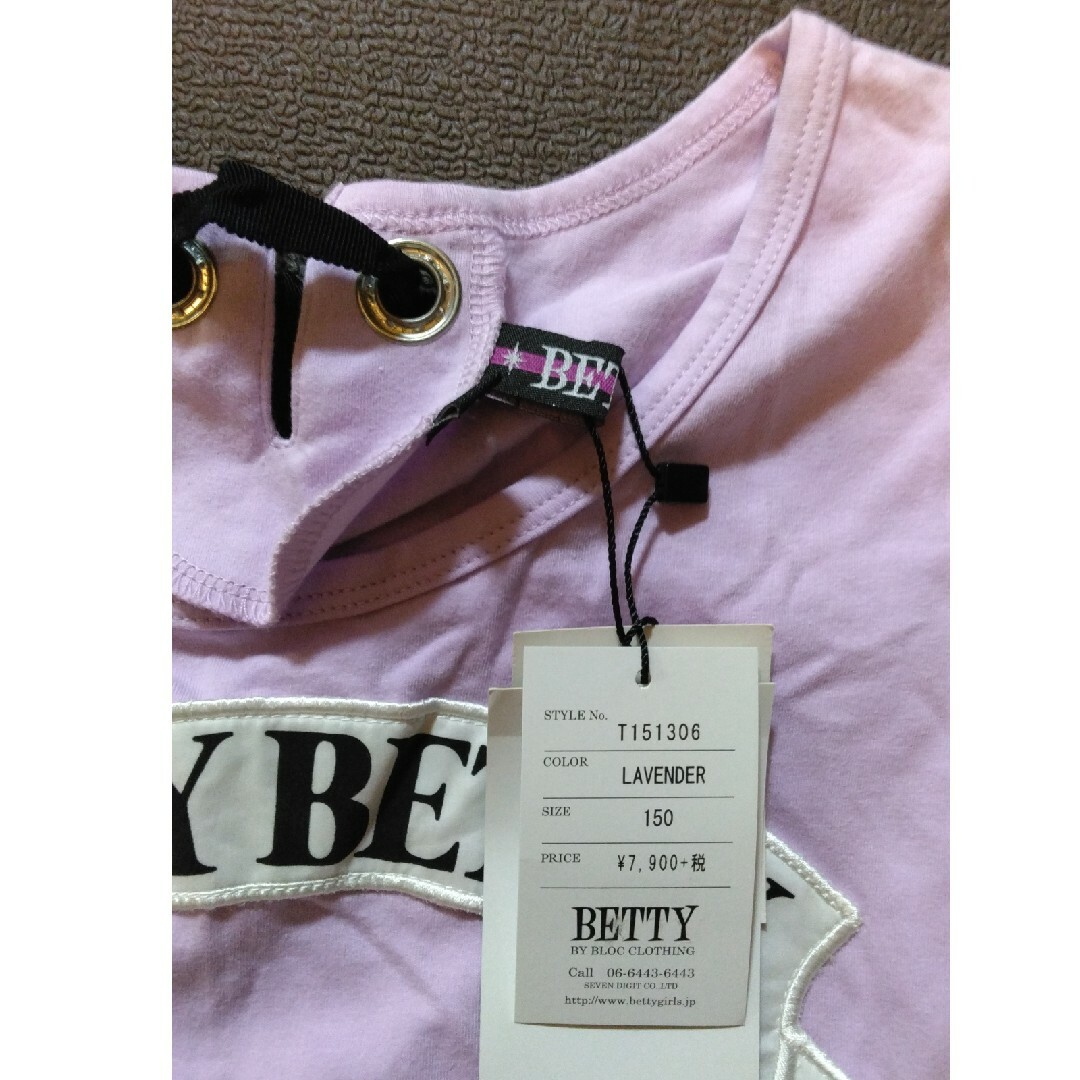 BET
Y BET
Y
STYLE No. T151306
COLOR LAVENDER
SIZE 150
PRICE ¥7,900+税
BETTY
BY BLOC CLOTHING
Call 06-6443-6443
SEVEN DIGIT CO.,LTD
http://www.bettygirls.jp